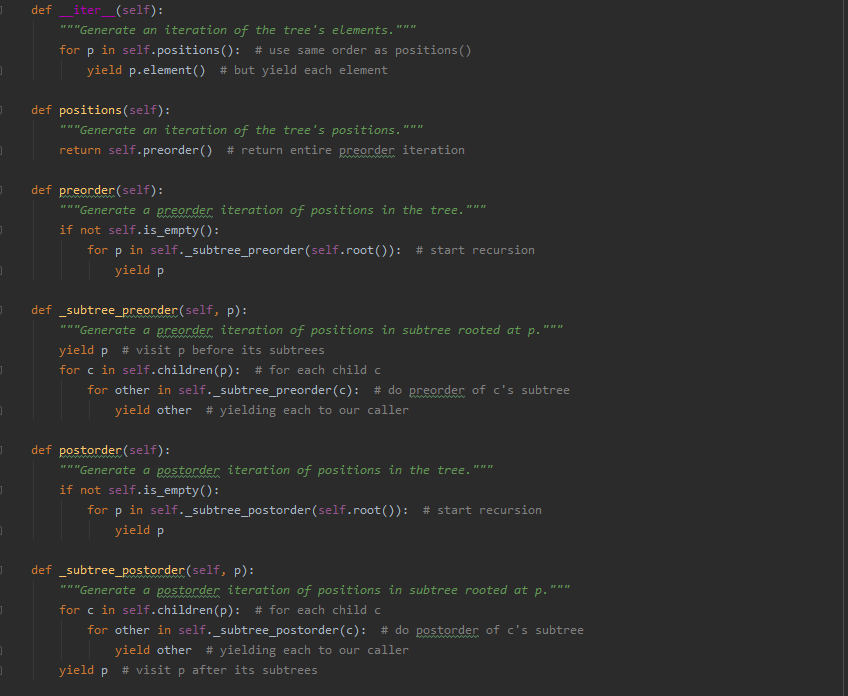 def __iter__(self):
    """Generate an iteration of the tree's elements."""
    for p in self.positions():  # use same order as positions()
        yield p.element()  # but yield each element

def positions(self):
    """Generate an iteration of the tree's positions."""
    return self.preorder()  # return entire preorder iteration

def preorder(self):
    """Generate a preorder iteration of positions in the tree."""
    if not self.is_empty():
        for p in self._subtree_preorder(self.root()):  # start recursion
            yield p

def _subtree_preorder(self, p):
    """Generate a preorder iteration of positions in subtree rooted at p."""
    yield p  # visit p before its subtrees
    for c in self.children(p):  # for each child c
        for other in self._subtree_preorder(c):  # do preorder of c's subtree
            yield other  # yielding each to our caller

def postorder(self):
    """Generate a postorder iteration of positions in the tree."""
    if not self.is_empty():
        for p in self._subtree_postorder(self.root()):  # start recursion
            yield p

def _subtree_postorder(self, p):
    """Generate a postorder iteration of positions in subtree rooted at p."""
    for c in self.children(p):  # for each child c
        for other in self._subtree_postorder(c):  # do postorder of c's subtree
            yield other  # yielding each to our caller
    yield p  # visit p after its subtrees